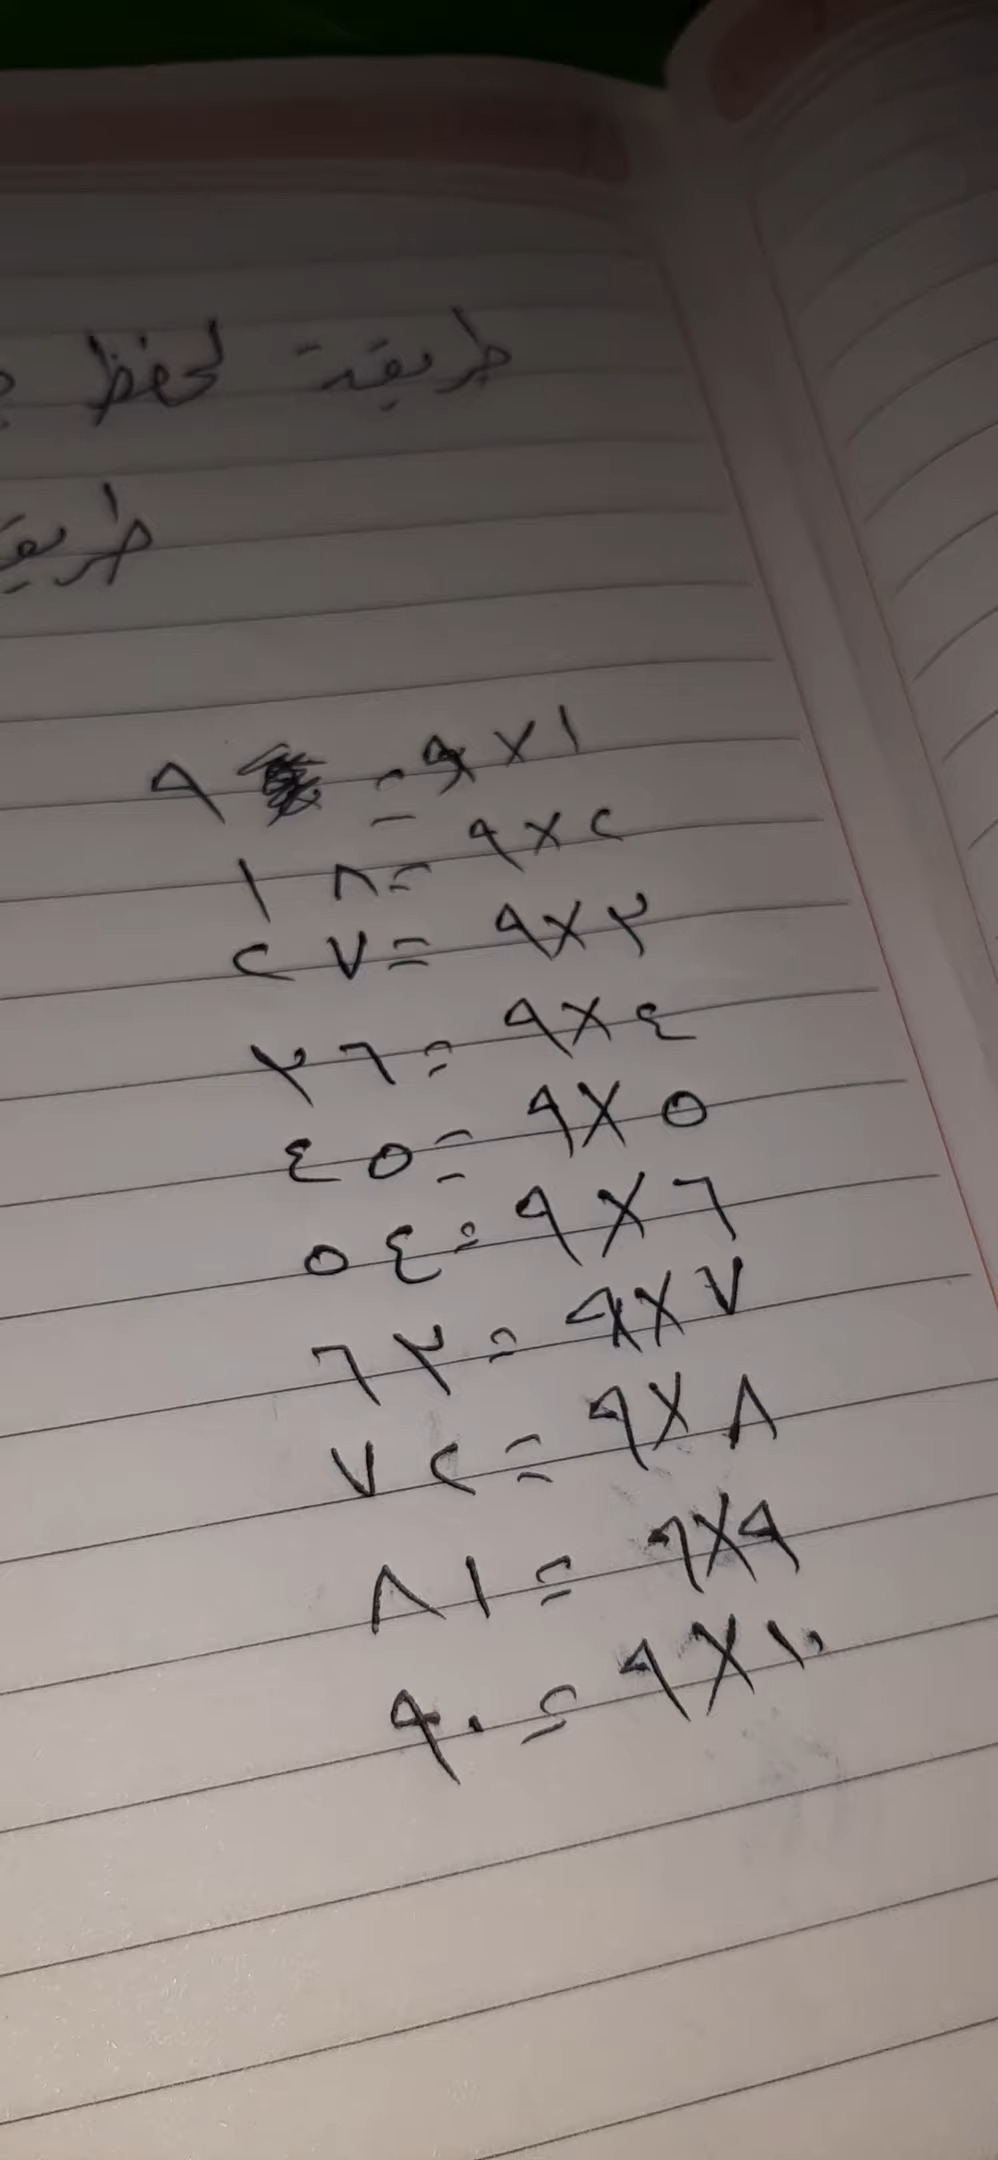 طريقة لحفظ
طريقة
١ × ٩ = ٩
٢ × ٩ = ١٨
٣ × ٩ = ٢٧
٤ × ٩ = ٣٦
٥ × ٩ = ٤٥
٦ × ٩ = ٥٤
٧ × ٩ = ٦٣
٨ × ٩ = ٧٢
٩ × ٩ = ٨١
١٠ × ٩ = ٩٠